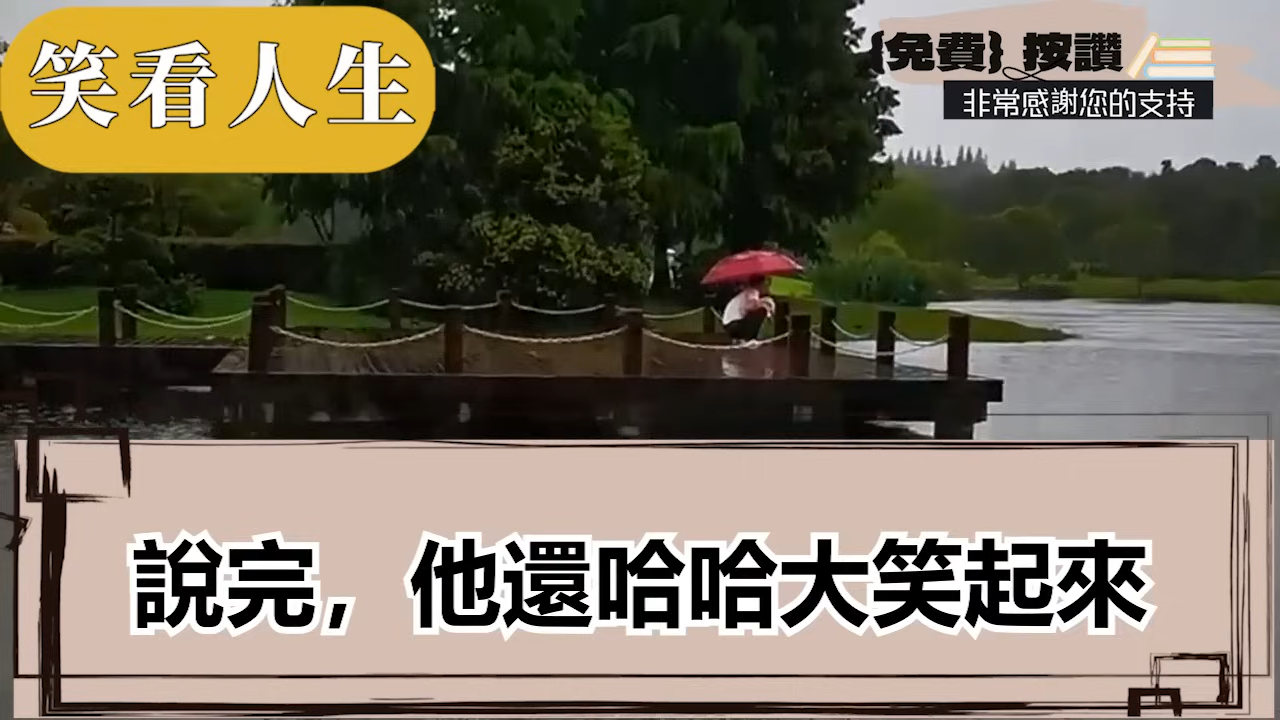 笑看人生
{免費} 按讚
非常感謝您的支持
說完，他還哈哈大笑起來